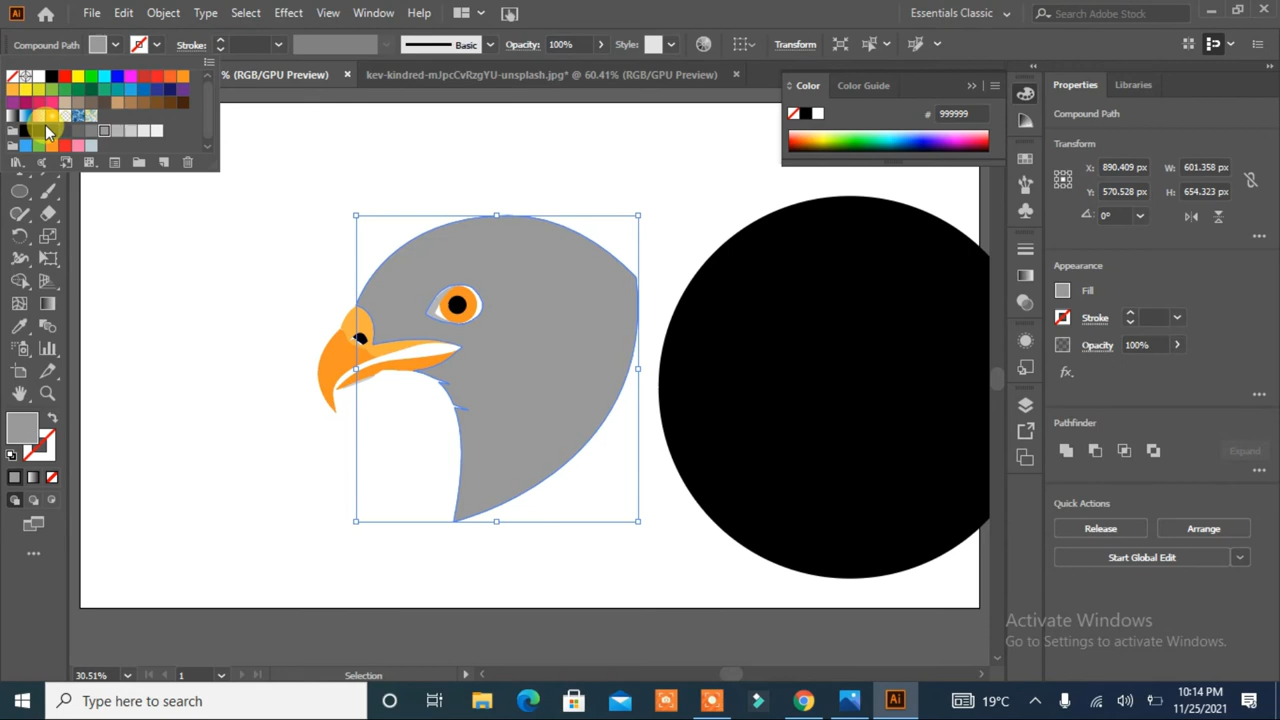 Ai File Edit Object Type Select Effect View Window Help Essentials Classic Search Adobe Stock
Compound Path Stroke: Basic Opacity: 100% Style: Transform
% (RGB/GPU Preview) × kev-kindred-mJpcCvRzgYU-unsplash.jpg* @ 60.41% (RGB/GPU Preview) ×
Color Color Guide
# 999999
Properties Libraries
Compound Path
Transform
X: 890.409 px W: 601.358 px
Y: 570.528 px H: 654.323 px
0°
Appearance
Fill
Stroke
Opacity 100%
fx.
Pathfinder
Expand
Quick Actions
Release Arrange
Start Global Edit
Activate Windows
Go to Settings to activate Windows.
30.51% 1 Selection
Type here to search Ai 19°C 10:14 PM
11/25/2021